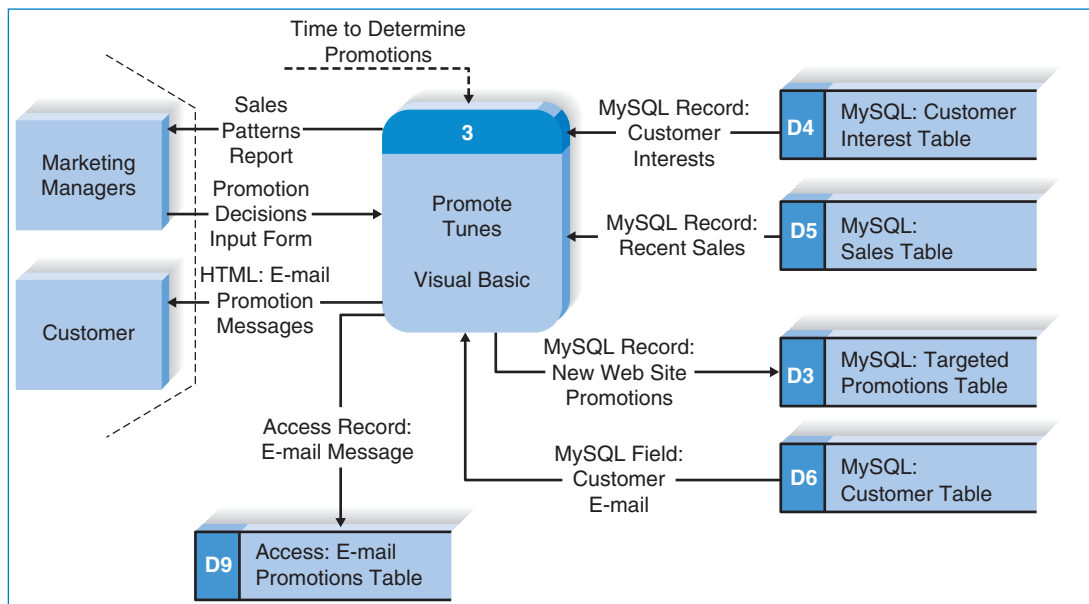 Time to Determine
Promotions
Sales
Patterns
Report
3
MySQL Record:
Customer
Interests
D4
MySQL: Customer
Interest Table
Marketing
Managers
Promotion
Decisions
Input Form
Promote
Tunes
Visual Basic
MySQL Record:
Recent Sales
D5
MySQL:
Sales Table
Customer
HTML: E-mail
Promotion
Messages
MySQL Record:
New Web Site
Promotions
D3
MySQL: Targeted
Promotions Table
Access Record:
E-mail Message
MySQL Field:
Customer
E-mail
D6
MySQL:
Customer Table
D9
Access: E-mail
Promotions Table